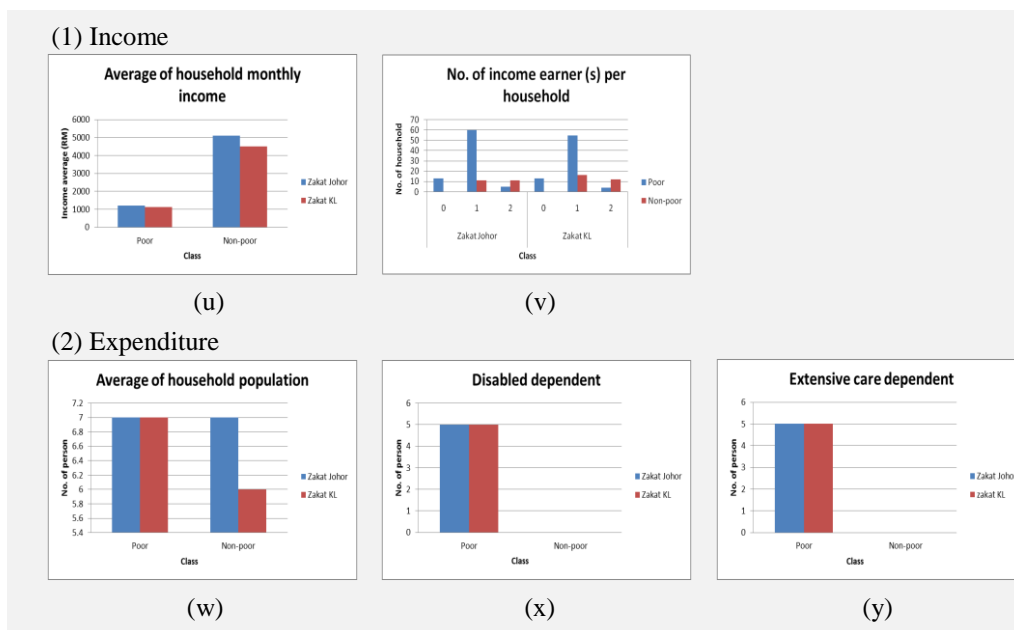 (1) Income
Average of household monthly
income
Income average (RM)
6000
5000
4000
3000
2000
1000
0
Poor
Non-poor
Class
Zakat Johor
Zakat KL
(u)
No. of income earner (s) per
household
No. of household
70
60
50
40
30
20
10
0
0
1
2
0
1
2
Zakat Johor
Zakat KL
Class
Poor
Non-poor
(v)
(2) Expenditure
Average of household population
No. of person
7.2
7
6.8
6.6
6.4
6.2
6
5.8
5.6
5.4
Poor
Non-poor
Class
Zakat Johor
Zakat KL
(w)
Disabled dependent
No. of person
6
5
4
3
2
1
0
Poor
Non-poor
Class
Zakat Johor
Zakat KL
(x)
Extensive care dependent
No. of person
6
5
4
3
2
1
0
Poor
Non-poor
Class
Zakat Johor
zakat KL
(y)